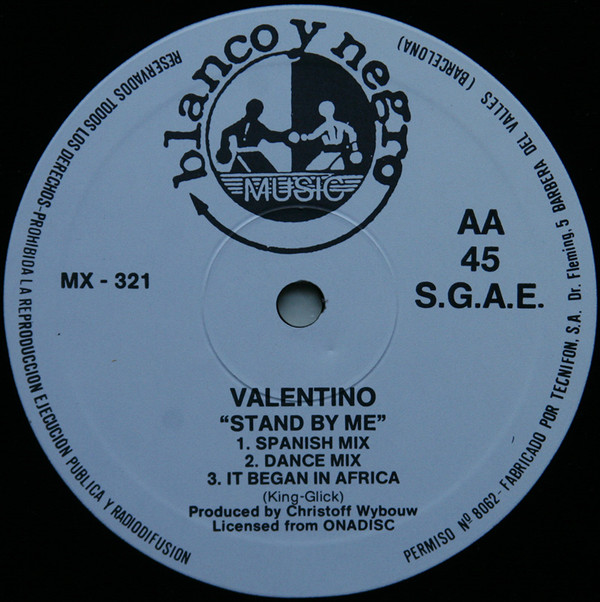 blanco y negro
MUSIC
AA
45
S.G.A.E.
MX - 321
VALENTINO
"STAND BY ME"
1. SPANISH MIX
2. DANCE MIX
3. IT BEGAN IN AFRICA
(King-Glick)
Produced by Christoff Wybouw
Licensed from ONADISC
RESERVADOS TODOS LOS DERECHOS-PROHIBIDA LA REPRODUCCION EJECUCION PUBLICA Y RADIODIFUSION
PERMISO Nº 8062-FABRICADO POR TECNIFON, S.A. Dr. Fleming, 5 BARBERA DEL VALLES (BARCELONA)